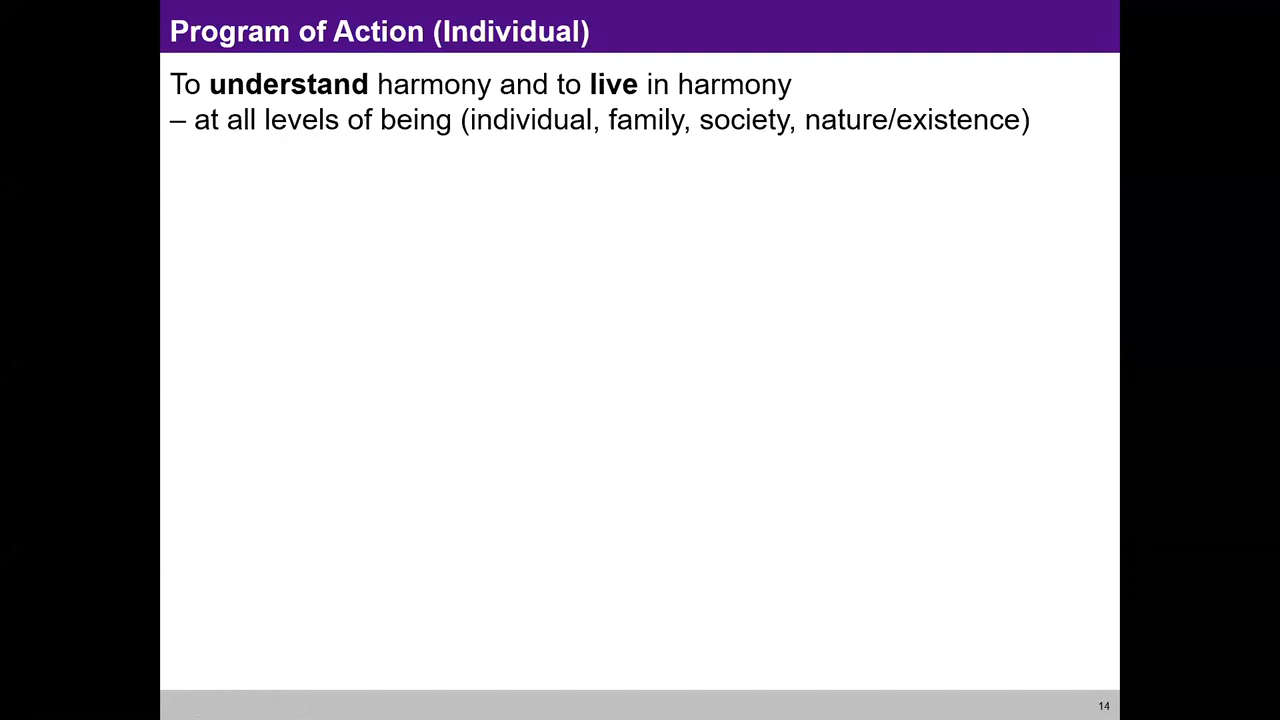 Program of Action (Individual)
To understand harmony and to live in harmony
– at all levels of being (individual, family, society, nature/existence)
14